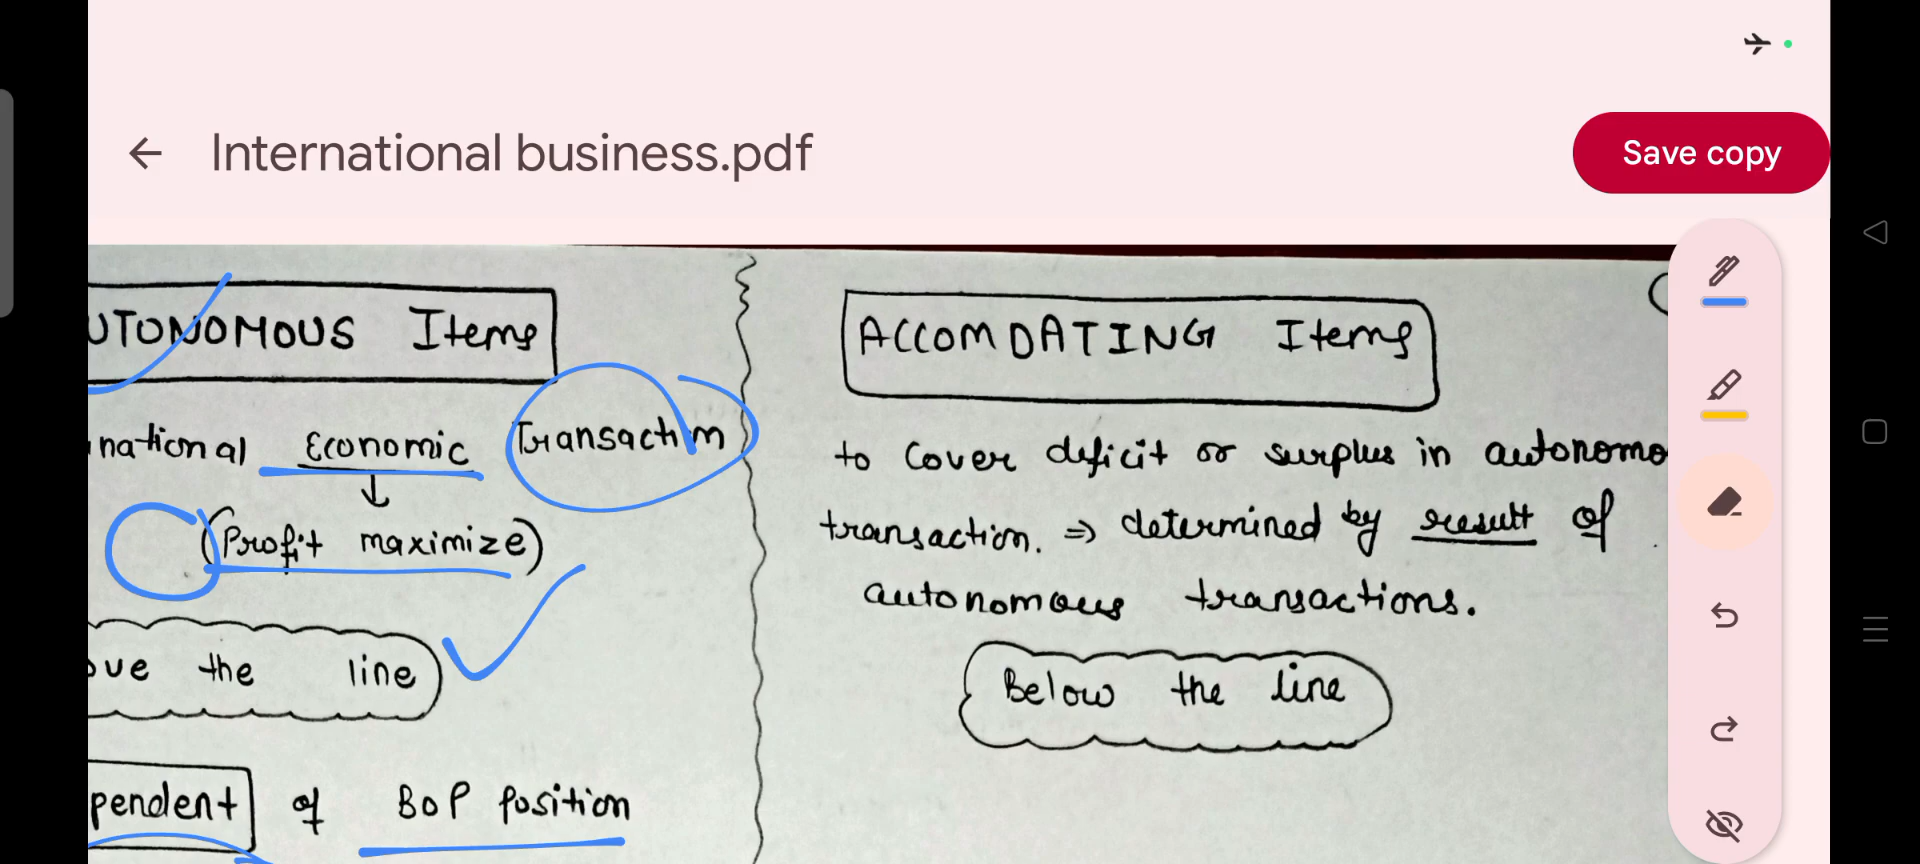 International business.pdf
Save copy
UTONOMOUS Items
national Economic Transaction
(Profit maximize)
ove the line
pendent of BOP position
ACCOMDATING Items
to cover deficit or surplus in autonomo
transaction. ⇒ determined by result of
autonomous transactions.
Below the line